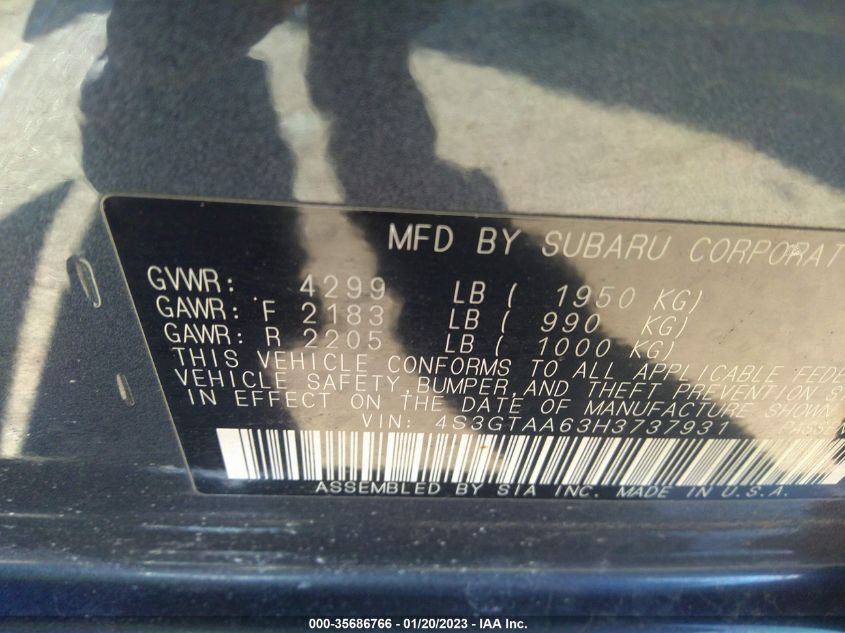 MFD BY SUBARU CORPORAT
GVWR: 4299 LB ( 1950 KG)
GAWR: F 2183 LB ( 990 KG)
GAWR: R 2205 LB ( 1000 KG)
THIS VEHICLE CONFORMS TO ALL APPLICABLE FEDE
VEHICLE SAFETY, BUMPER, AND THEFT PREVENTION S
IN EFFECT ON THE DATE OF MANUFACTURE SHOWN
VIN: 4S3GTAA63H3737931 PASSEN
ASSEMBLED BY SIA INC. MADE IN U.S.A.
000-35686766 - 01/20/2023 - IAA Inc.